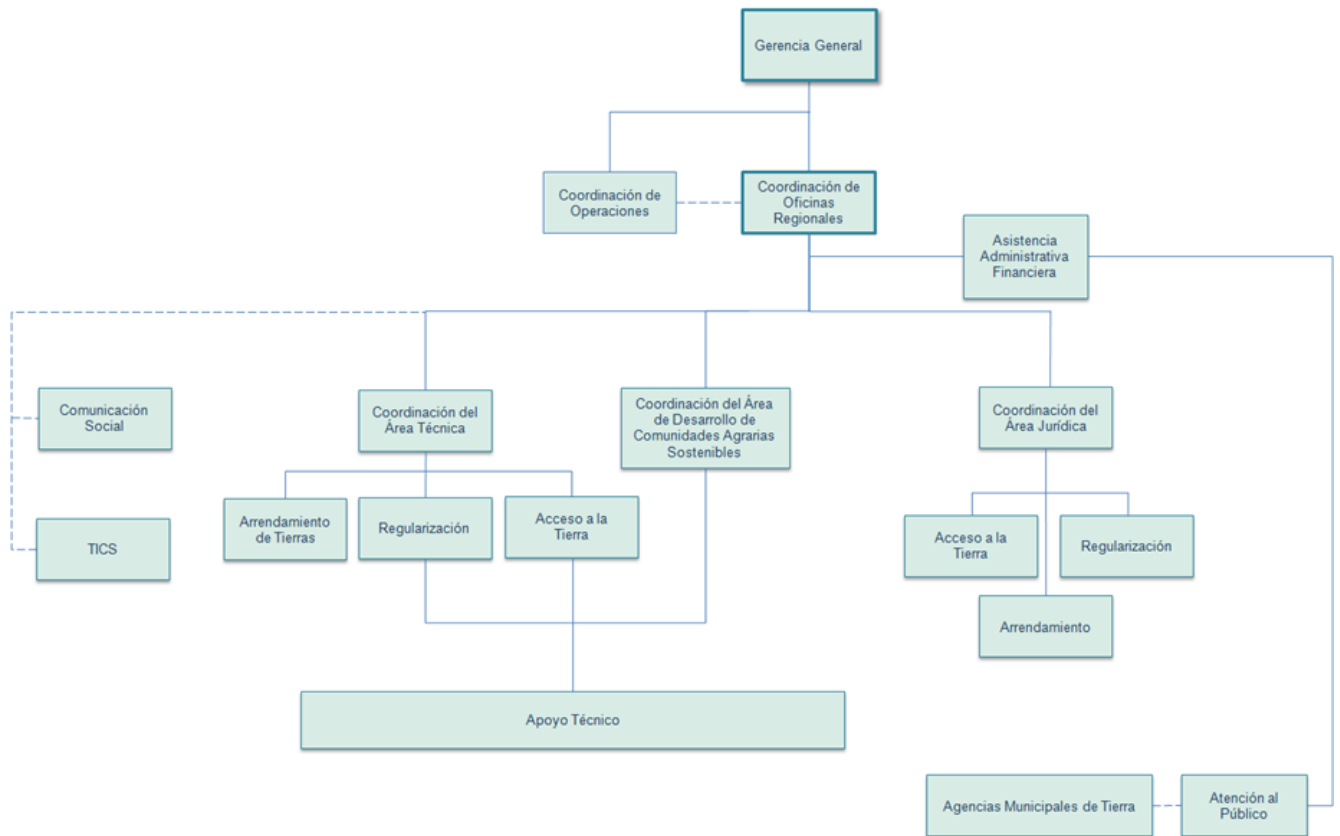 Gerencia General
Coordinación de
Operaciones
Coordinación de
Oficinas
Regionales
Asistencia
Administrativa
Financiera
Comunicación
Social
Coordinación del
Área Técnica
Coordinación del Área
de Desarrollo de
Comunidades Agrarias
Sostenibles
Coordinación del
Área Jurídica
Arrendamiento
de Tierras
Regularización
Acceso a la
Tierra
TICS
Acceso a la
Tierra
Regularización
Arrendamiento
Apoyo Técnico
Agencias Municipales de Tierra
Atención al
Público